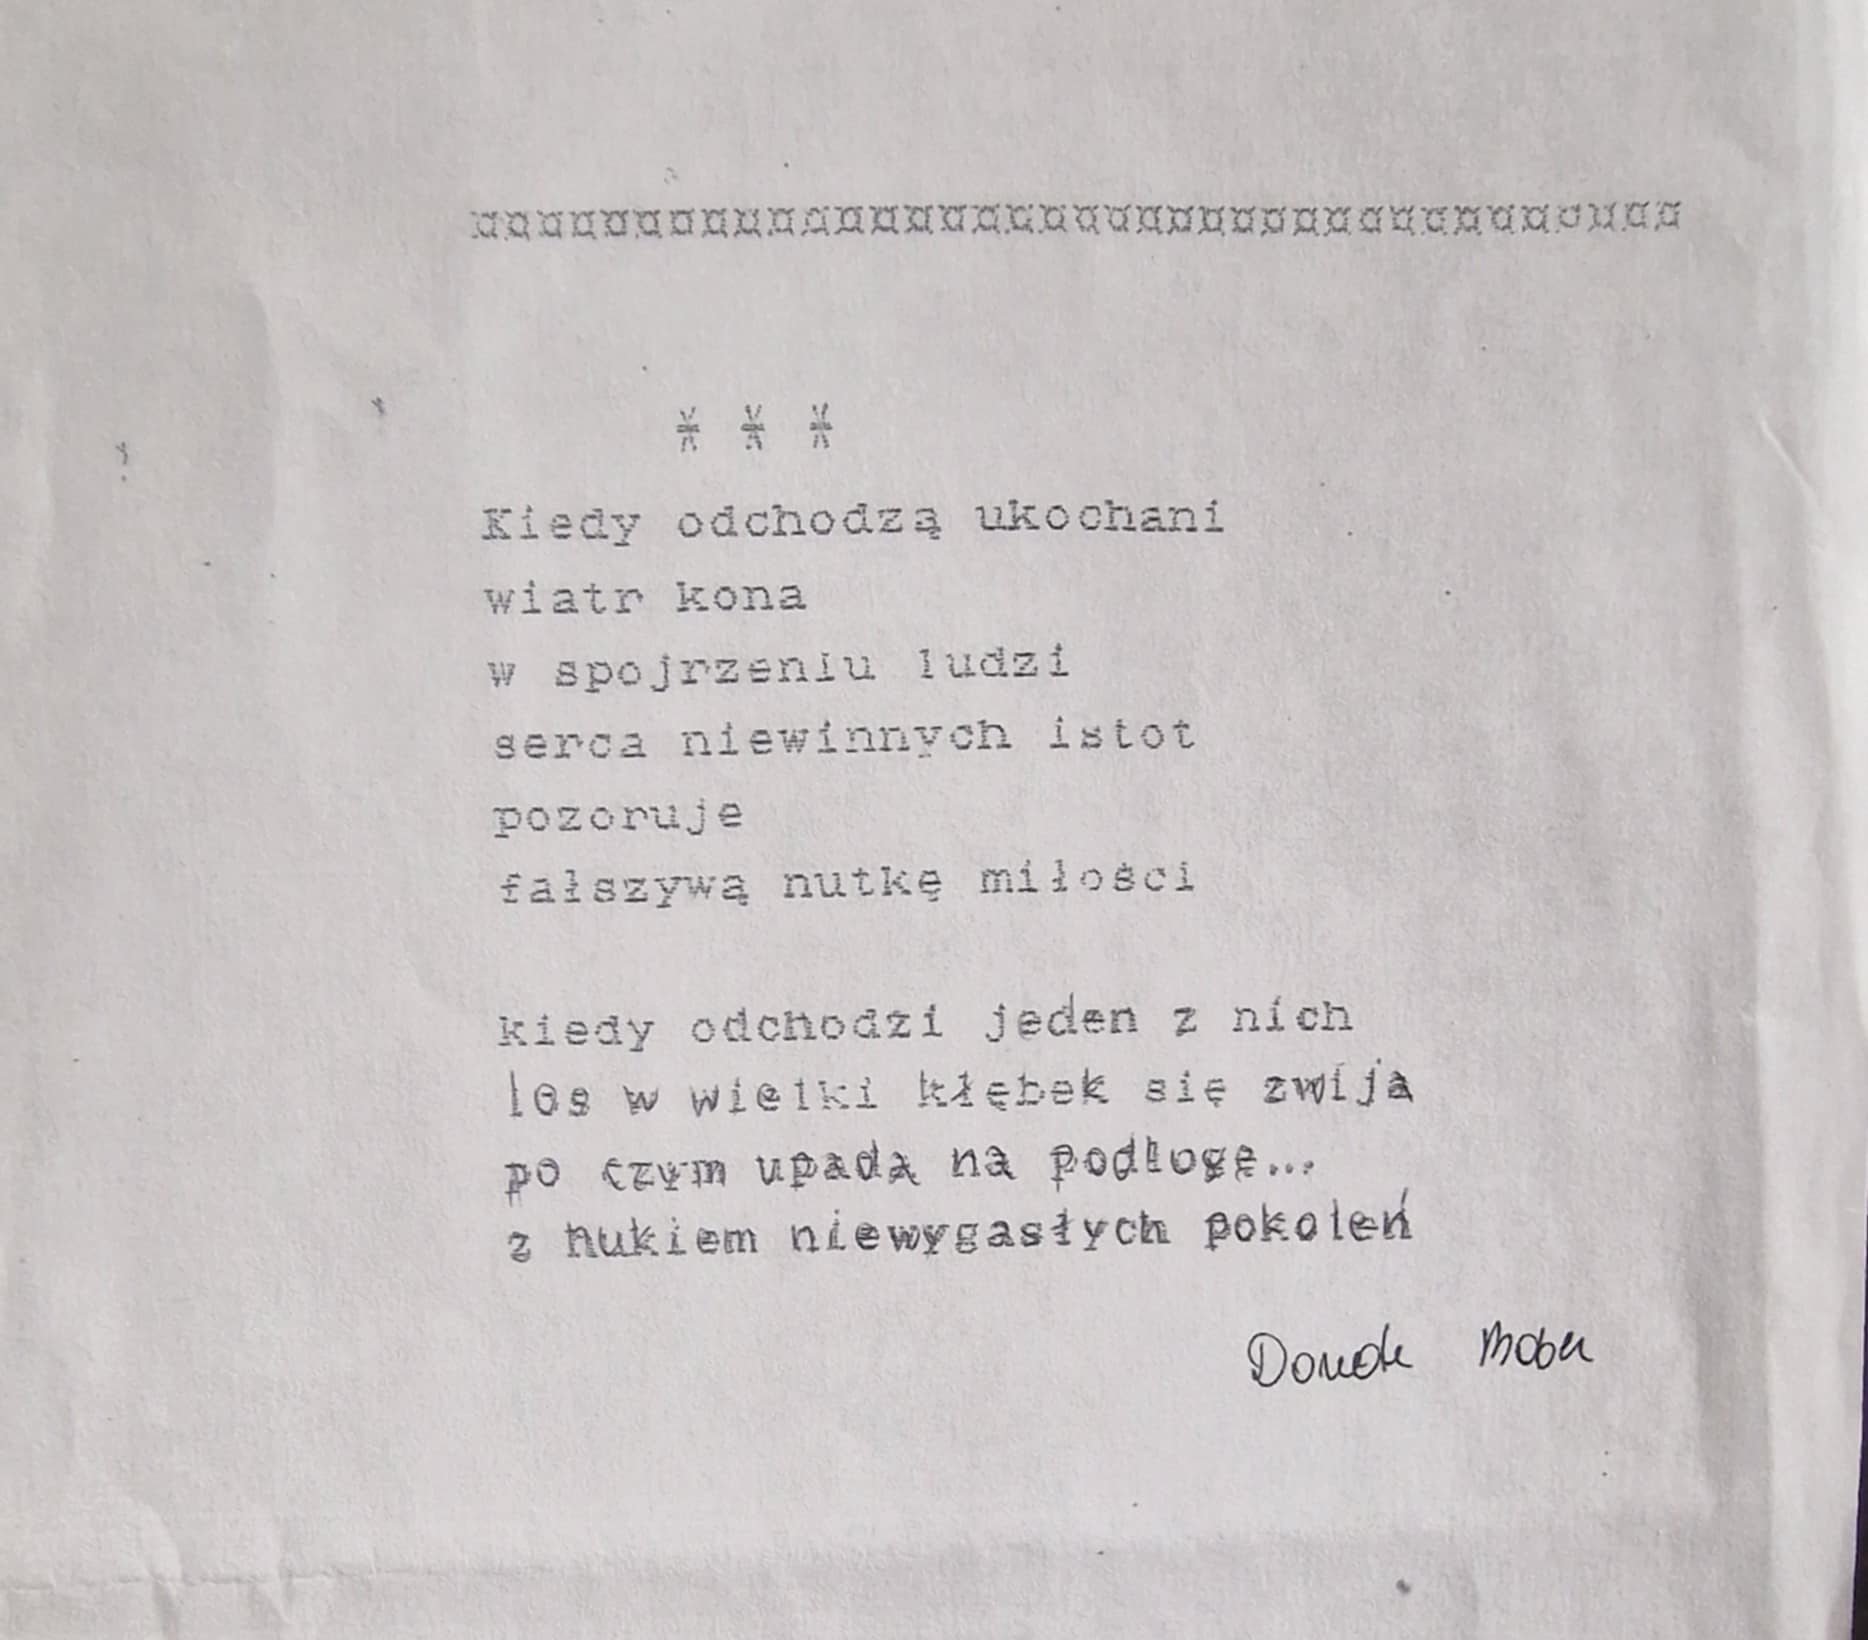 ¤¤¤¤¤¤¤¤¤¤¤¤¤¤¤¤¤¤¤¤¤¤¤¤¤¤¤¤¤¤¤¤¤¤¤¤¤
* * *
Kiedy odchodzą ukochani
wiatr kona
w spojrzeniu ludzi
serca niewinnych istot
pozoruje
fałszywą nutkę miłości
kiedy odchodzi jeden z nich
los w wielki kłębek się zwija
po czym upada na podłogę...
z hukiem niewygasłych pokoleń